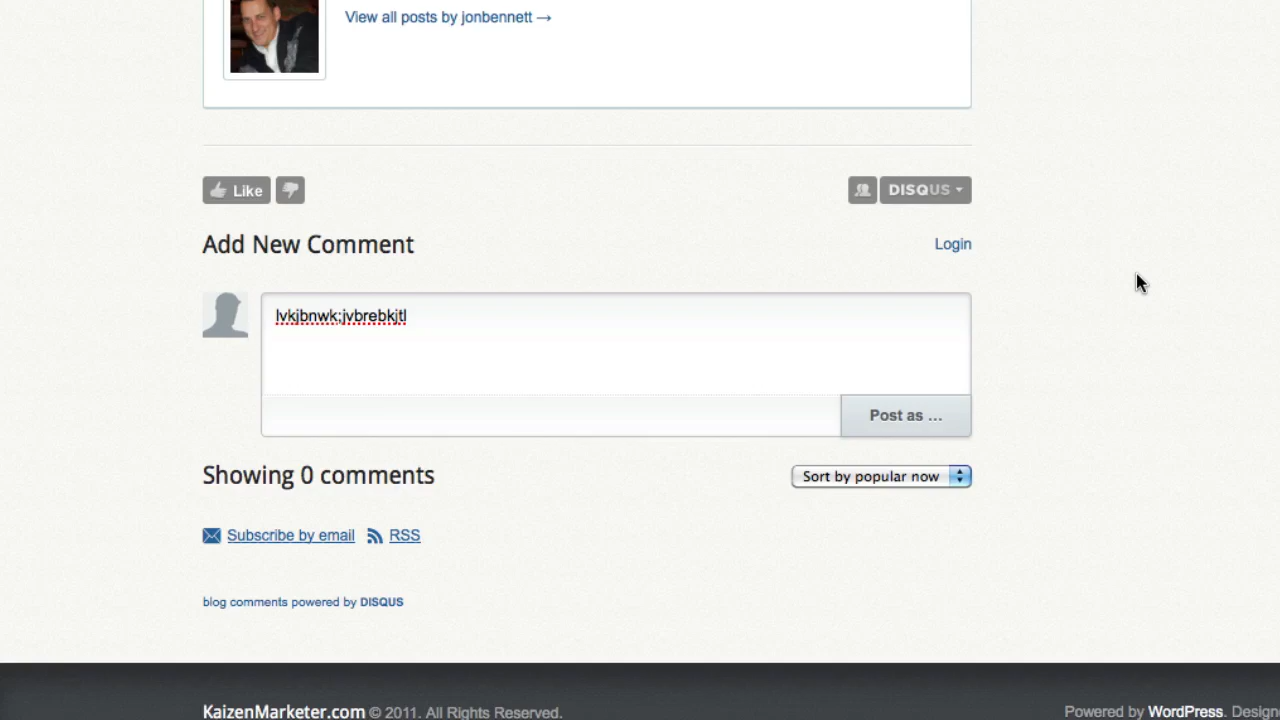 View all posts by jonbennett →
Like
DISQUS
Add New Comment
Login
lvkjbnwk;jvbrebkjtl
Post as ...
Showing 0 comments
Sort by popular now
Subscribe by email
RSS
blog comments powered by DISQUS
KaizenMarketer.com © 2011. All Rights Reserved.
Powered by WordPress. Design